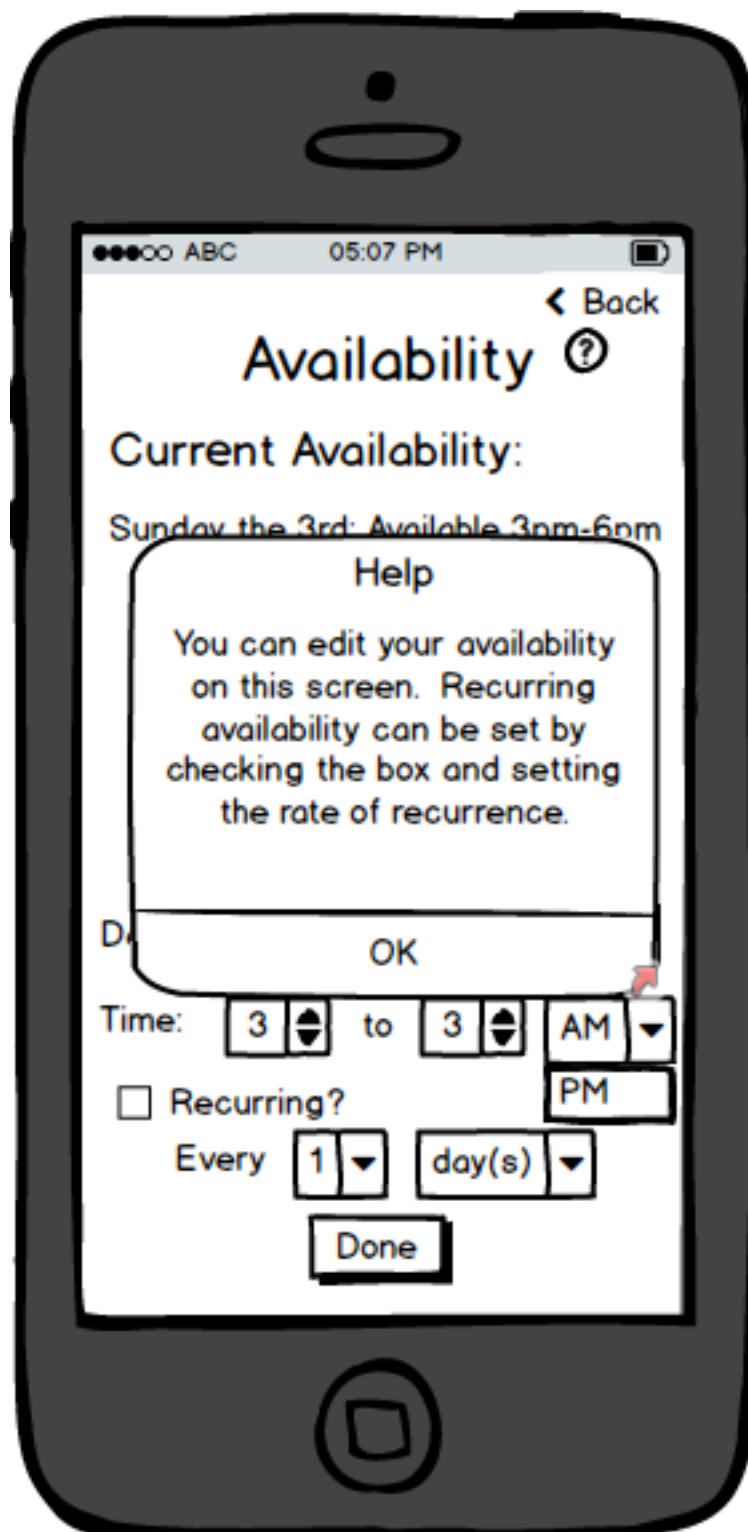 ABC 05:07 PM
Back
Availability ?
Current Availability:
Sunday the 3rd: Available 3pm-6pm
Help
You can edit your availability
on this screen. Recurring
availability can be set by
checking the box and setting
the rate of recurrence.
OK
Time: 3 to 3 AM
PM
Recurring?
Every 1 day(s)
Done